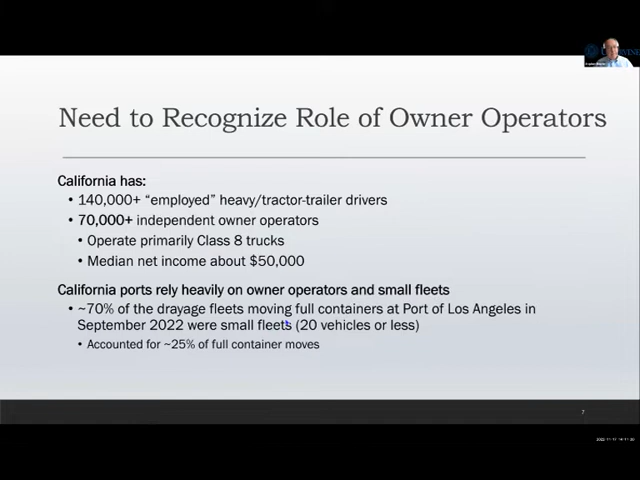 Need to Recognize Role of Owner Operators
California has:
• 140,000+ “employed” heavy/tractor-trailer drivers
• 70,000+ independent owner operators
• Operate primarily Class 8 trucks
• Median net income about $50,000
California ports rely heavily on owner operators and small fleets
• ~70% of the drayage fleets moving full containers at Port of Los Angeles in
September 2022 were small fleets (20 vehicles or less)
• Accounted for ~25% of full container moves
7